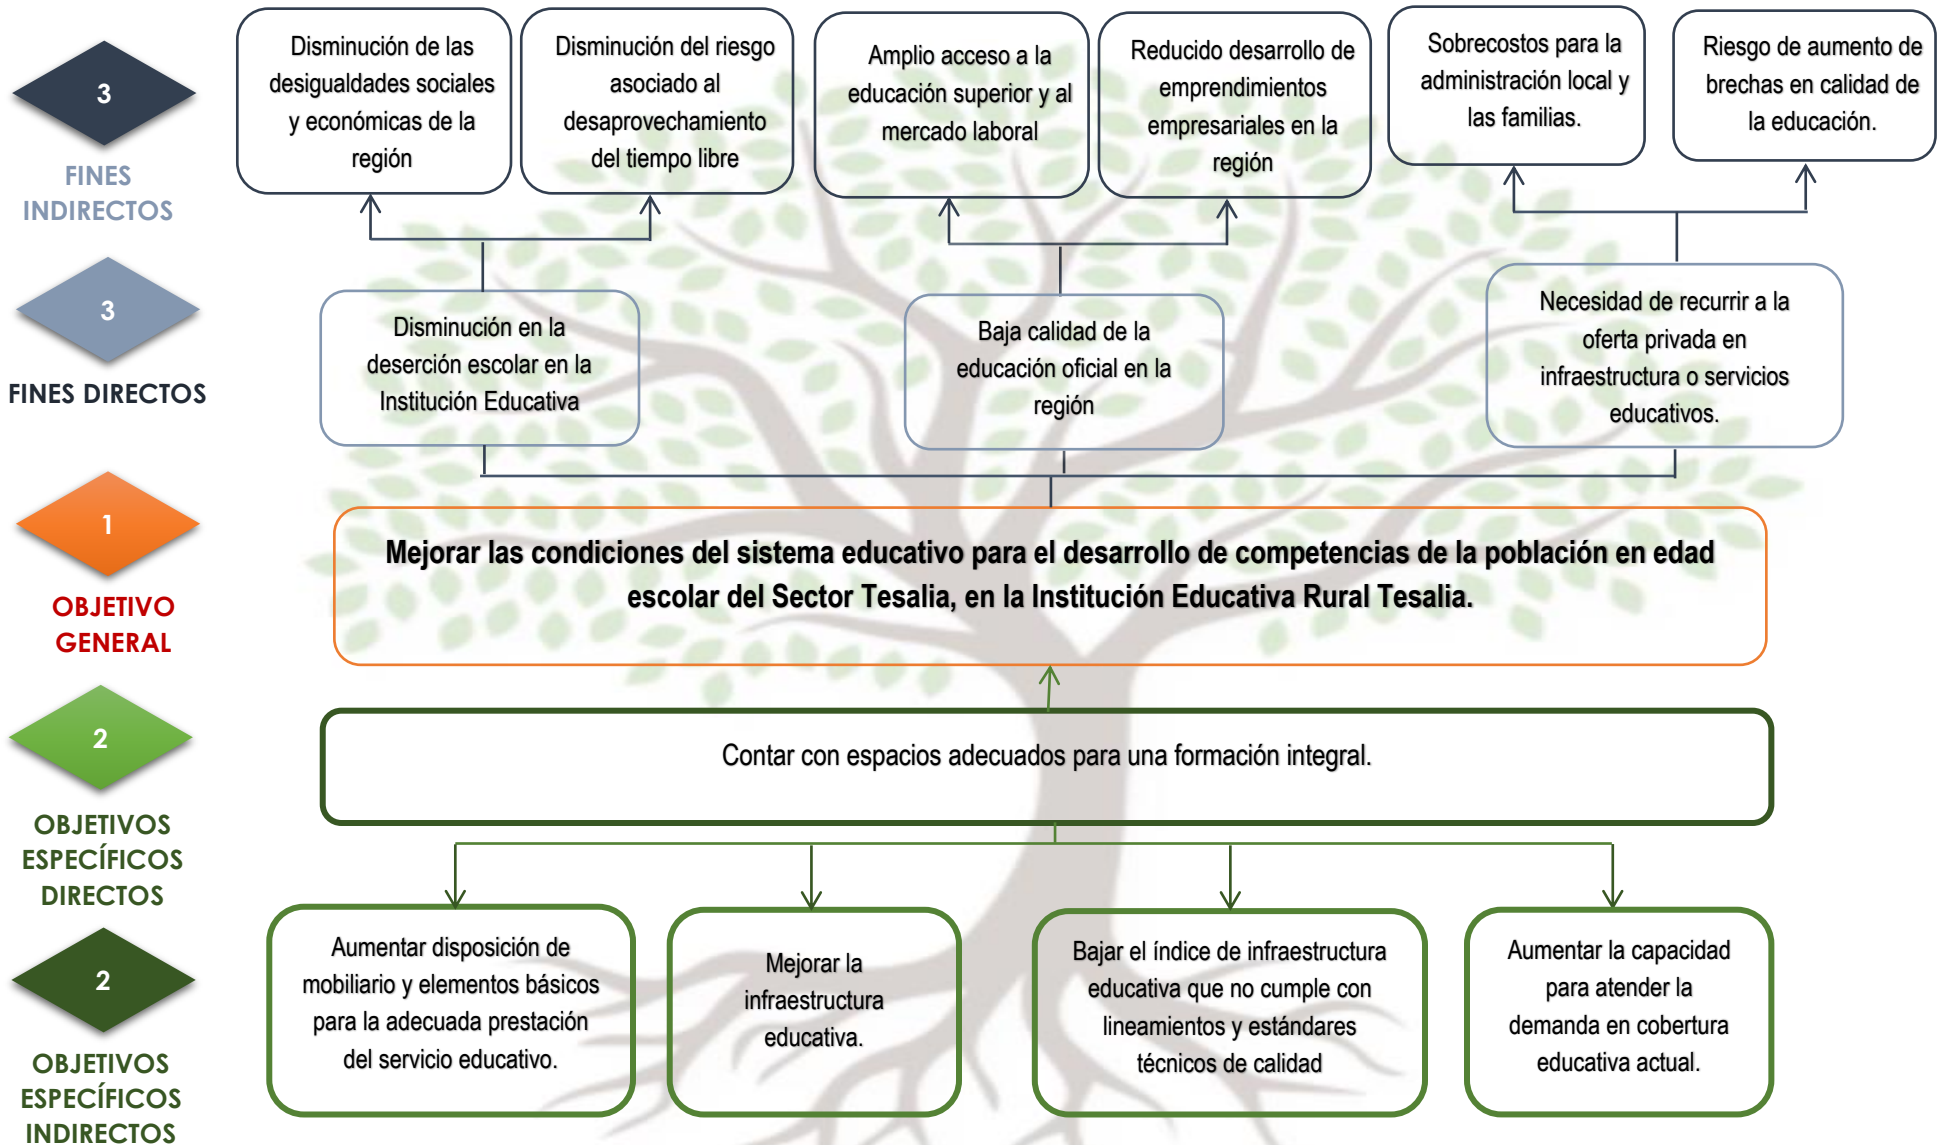 3
FINES
INDIRECTOS
Disminución de las
desigualdades sociales
y económicas de la
región
Disminución del riesgo
asociado al
desaprovechamiento
del tiempo libre
Amplio acceso a la
educación superior y al
mercado laboral
Reducido desarrollo de
emprendimientos
empresariales en la
región
Sobrecostos para la
administración local y
las familias.
Riesgo de aumento de
brechas en calidad de
la educación.
3
FINES DIRECTOS
Disminución en la
deserción escolar en la
Institución Educativa
Baja calidad de la
educación oficial en la
región
Necesidad de recurrir a la
oferta privada en
infraestructura o servicios
educativos.
1
OBJETIVO
GENERAL
Mejorar las condiciones del sistema educativo para el desarrollo de competencias de la población en edad
escolar del Sector Tesalia, en la Institución Educativa Rural Tesalia.
2
OBJETIVOS
ESPECÍFICOS
DIRECTOS
Contar con espacios adecuados para una formación integral.
2
OBJETIVOS
ESPECÍFICOS
INDIRECTOS
Aumentar disposición de
mobiliario y elementos básicos
para la adecuada prestación
del servicio educativo.
Mejorar la
infraestructura
educativa.
Bajar el índice de infraestructura
educativa que no cumple con
lineamientos y estándares
técnicos de calidad
Aumentar la capacidad
para atender la
demanda en cobertura
educativa actual.